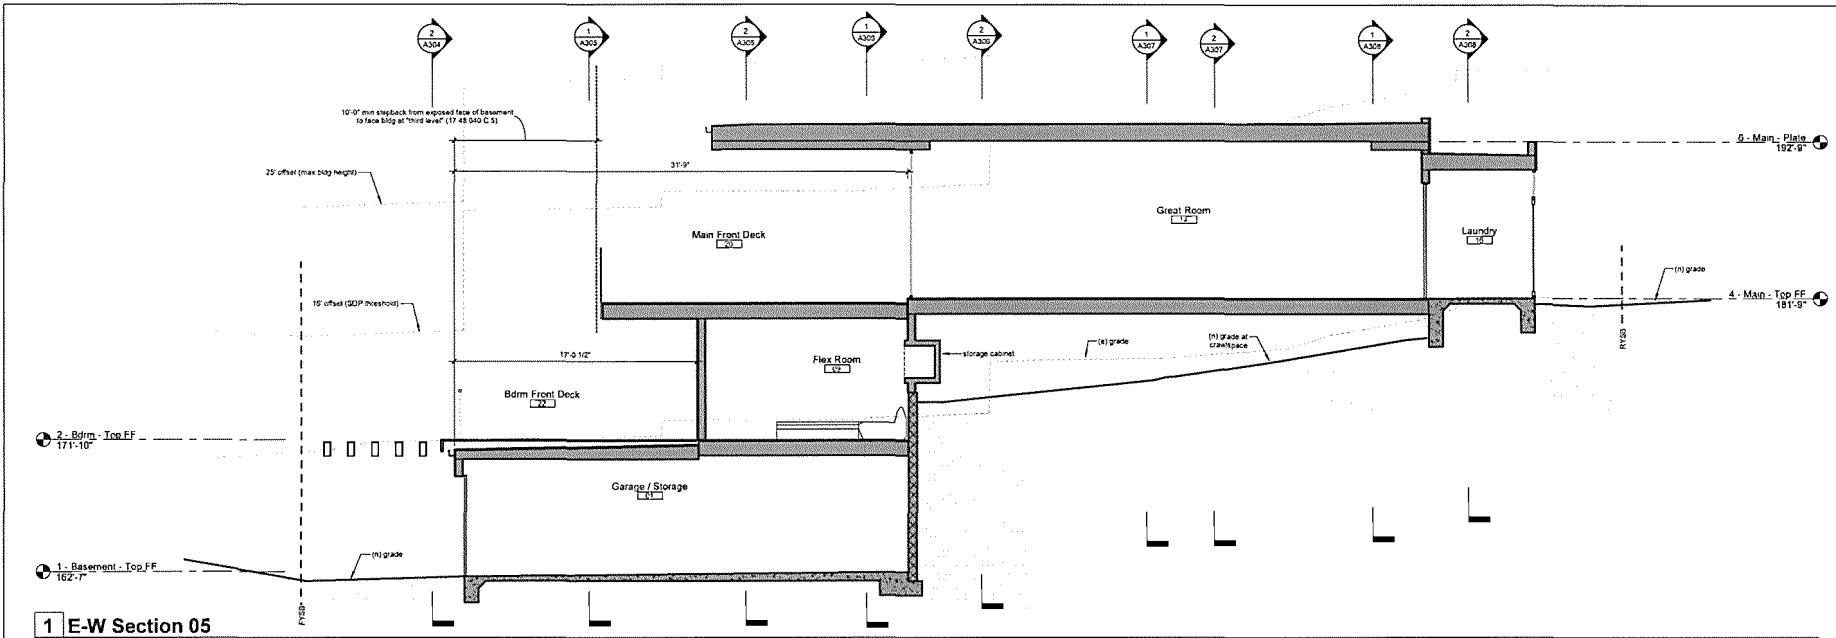 2
A304
1
A305
2
A305
1
A306
2
A306
1
A307
2
A307
1
A308
2
A308
10'-0" min stepback from exposed face of basement
to face bldg at "third level" (17 48 040 C 5)
6 - Main - Plate
192'-9"
31'-9"
25' offset (max bldg height)
Great Room
Main Front Deck
20
Laundry
(n) grade
16' offset (SDP threshold)
4 - Main - Top FF
181'-9"
17'-0 1/2"
Flex Room
09
storage cabinet
(e) grade
(n) grade at
crawlspace
RYSB
Bdrm Front Deck
22
2 - Bdrm - Top FF
171'-10"
Garage / Storage
01
(n) grade
1 - Basement - Top FF
162'-7"
FYSB
1 E-W Section 05